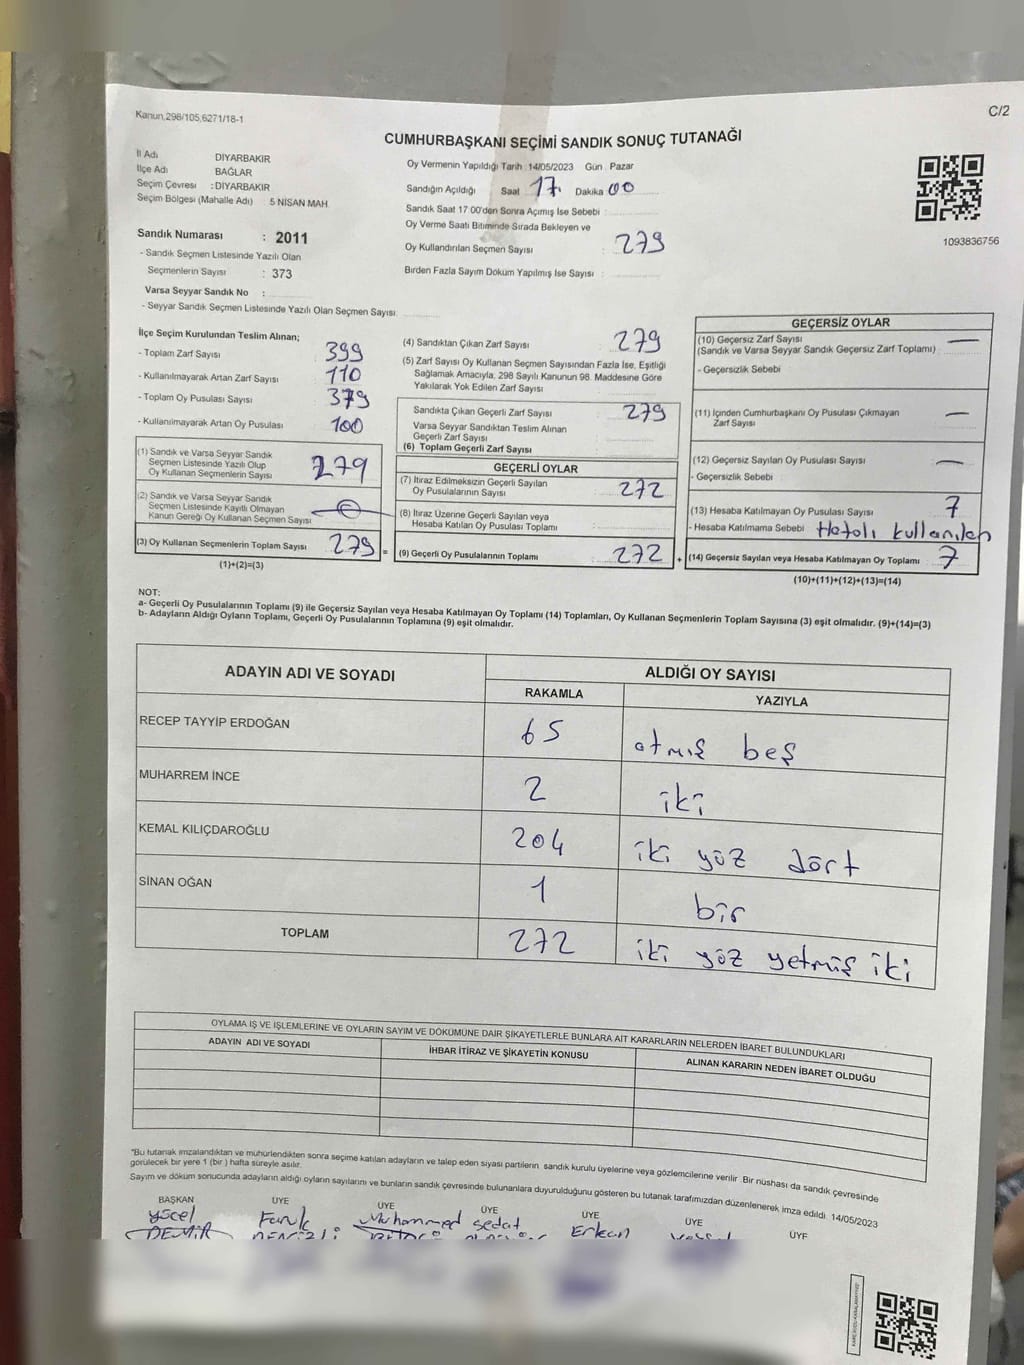 Kanun,298/105,6271/18-1
C/2
CUMHURBAŞKANI SEÇİMİ SANDIK SONUÇ TUTANAĞI
İl Adı DİYARBAKIR
İlçe Adı BAĞLAR
Seçim Çevresi : DİYARBAKIR
Seçim Bölgesi (Mahalle Adı) 5 NİSAN MAH.
Sandık Numarası : 2011
- Sandık Seçmen Listesinde Yazılı Olan
Seçmenlerin Sayısı : 373
Varsa Seyyar Sandık No :
- Seyyar Sandık Seçmen Listesinde Yazılı Olan Seçmen Sayısı:
Oy Vermenin Yapıldığı Tarih :14/05/2023 Gün :Pazar
Sandığın Açıldığı Saat 17. Dakika 00
Sandık Saat 17:00'den Sonra Açımış İse Sebebi :
Oy Verme Saati Bitiminde Sırada Bekleyen ve
Oy Kullandırılan Seçmen Sayısı : 279
Birden Fazla Sayım Döküm Yapılmış İse Sayısı :
1093836756
İlçe Seçim Kurulundan Teslim Alınan;
- Toplam Zarf Sayısı 399
- Kullanılmayarak Artan Zarf Sayısı 110
- Toplam Oy Pusulası Sayısı 379
- Kullanılmayarak Artan Oy Pusulası 100
(1) Sandık ve Varsa Seyyar Sandık
Seçmen Listesinde Yazılı Olup
Oy Kullanan Seçmenlerin Sayısı 279
(2) Sandık ve Varsa Seyyar Sandık
Seçmen Listesinde Kayıtlı Olmayan
Kanun Gereği Oy Kullanan Seçmen Sayısı 0
(3) Oy Kullanan Seçmenlerin Toplam Sayısı 279 =
(1)+(2)=(3)
(4) Sandıktan Çıkan Zarf Sayısı : 279
(5) Zarf Sayısı Oy Kullanan Seçmen Sayısından Fazla İse, Eşitliği
Sağlamak Amacıyla, 298 Sayılı Kanunun 98. Maddesine Göre
Yakılarak Yok Edilen Zarf Sayısı :
Sandıkta Çıkan Geçerli Zarf Sayısı : 279
Varsa Seyyar Sandıktan Teslim Alınan
Geçerli Zarf Sayısı :
(6) Toplam Geçerli Zarf Sayısı
GEÇERLİ OYLAR
(7) İtiraz Edilmeksizin Geçerli Sayılan
Oy Pusulalarının Sayısı : 272
(8) İtiraz Üzerine Geçerli Sayılan veya
Hesaba Katılan Oy Pusulası Toplamı :
(9) Geçerli Oy Pusulalarının Toplamı : 272 +
GEÇERSİZ OYLAR
(10) Geçersiz Zarf Sayısı —
(Sandık ve Varsa Seyyar Sandık Geçersiz Zarf Toplamı) :
- Geçersizlik Sebebi
(11) İçinden Cumhurbaşkanı Oy Pusulası Çıkmayan —
Zarf Sayısı
(12) Geçersiz Sayılan Oy Pusulası Sayısı : —
- Geçersizlik Sebebi :
(13) Hesaba Katılmayan Oy Pusulası Sayısı : 7
- Hesaba Katılmama Sebebi : Hatalı kullanılan
(14) Geçersiz Sayılan veya Hesaba Katılmayan Oy Toplamı : 7
(10)+(11)+(12)+(13)=(14)
NOT:
a- Geçerli Oy Pusulalarının Toplamı (9) ile Geçersiz Sayılan veya Hesaba Katılmayan Oy Toplamı (14) Toplamları, Oy Kullanan Seçmenlerin Toplam Sayısına (3) eşit olmalıdır. (9)+(14)=(3)
b- Adayların Aldığı Oyların Toplamı, Geçerli Oy Pusulalarının Toplamına (9) eşit olmalıdır.
ADAYIN ADI VE SOYADI
ALDIĞI OY SAYISI
RAKAMLA YAZIYLA
RECEP TAYYİP ERDOĞAN 65 atmış beş
MUHARREM İNCE 2 iki
KEMAL KILIÇDAROĞLU 204 iki yöz dört
SİNAN OĞAN 1 bir
TOPLAM 272 iki yöz yetmiş iki
OYLAMA İŞ VE İŞLEMLERİNE VE OYLARIN SAYIM VE DÖKÜMÜNE DAİR ŞİKAYETLERLE BUNLARA AİT KARARLARIN NELERDEN İBARET BULUNDUKLARI
ADAYIN ADI VE SOYADI
İHBAR İTİRAZ VE ŞİKAYETİN KONUSU
ALINAN KARARIN NEDEN İBARET OLDUĞU
*Bu tutanak imzalandıktan ve mühürlendikten sonra seçime katılan adayların ve talep eden siyasi partilerin sandık kurulu üyelerine veya gözlemcilerine verilir. Bir nüshası da sandık çevresinde
görülecek bir yere 1 (bir ) hafta süreyle asılır.
Sayım ve döküm sonucunda adayların aldığı oyların sayılarını ve bunların sandık çevresinde bulunanlara duyurulduğunu gösteren bu tutanak tarafımızdan düzenlenerek imza edildi. 14/05/2023
BAŞKAN ÜYE ÜYE ÜYE ÜYE ÜYE ÜYE
yücel Faruk Muhammed Sedat Erkan
DEMİR